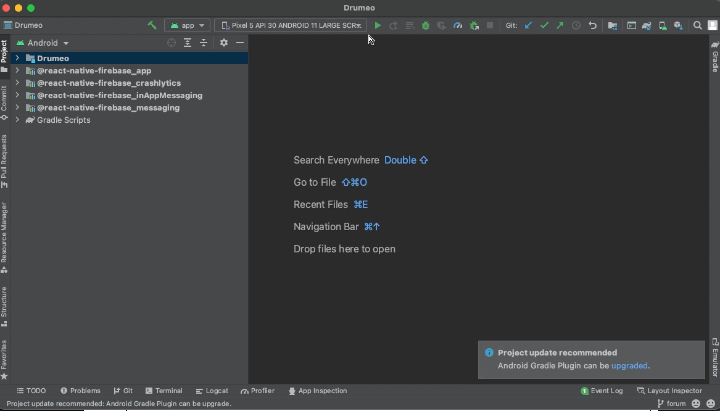 Drumeo
Drumeo
app
Pixel 5 API 30 ANDROID 11 LARGE SCR
Git:
Android
Drumeo
@react-native-firebase_app
@react-native-firebase_crashlytics
@react-native-firebase_inAppMessaging
@react-native-firebase_messaging
Gradle Scripts
Project
Commit
Pull Requests
Resource Manager
Structure
Favorites
Search Everywhere Double ⇧
Go to File ⇧⌘O
Recent Files ⌘E
Navigation Bar ⌘↑
Drop files here to open
Gradle
Emulator
Project update recommended
Android Gradle Plugin can be upgraded.
TODO Problems Git Terminal Logcat Profiler App Inspection Event Log Layout Inspector
Project update recommended: Android Gradle Plugin can be upgrade. forum